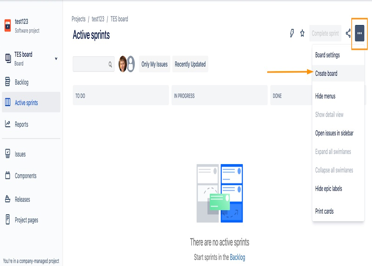 test123
Software project
Projects / test123 / TES board
Active sprints
Complete sprint
TES board
Board
Backlog
Active sprints
Reports
Issues
Components
Releases
Project pages
You're in a company-managed project
Only My Issues
Recently Updated
TO DO
IN PROGRESS
DONE
There are no active sprints
Start sprints in the Backlog
Board settings
Create board
Hide menus
Show detail view
Open issues in sidebar
Expand all swimlanes
Collapse all swimlanes
Hide epic labels
Print cards